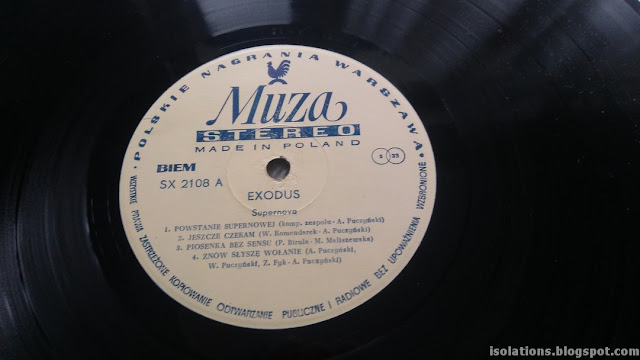 • POLSKIE NAGRANIA WARSZAWA •
Muza
STEREO
MADE IN POLAND
BIEM
SX 2108 A
S 33
EXODUS
Supernova
1. POWSTANIE SUPERNOWEJ (komp. zespołu - A. Puczyński)
2. JESZCZE CZEKAM (W. Komendarek - A. Puczyński)
3. PIOSENKA BEZ SENSU (P. Birula - M. Maliszewska)
4. ZNÓW SŁYSZĘ WOŁANIE (A. Puczyński,
W. Puczyński, Z. Fyk - A. Puczyński)
WSZYSTKIE PRAWA ZASTRZEŻONE KOPIOWANIE ODTWARZANIE PUBLICZNE I RADIOWE BEZ UPOWAŻNIENIA WZBRONIONE
isolations.blogspot.com